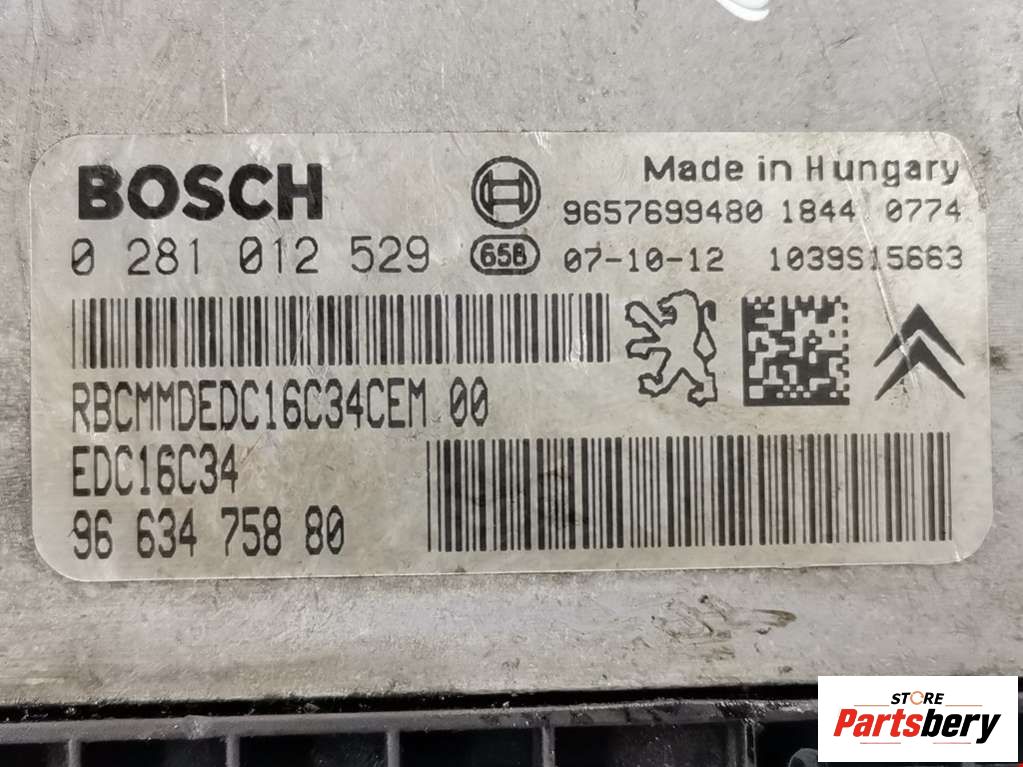 BOSCH
Made in Hungary
9657699480 1844 0774
0 281 012 529
65B
07-10-12 1039S15663
RBCMMDEDC16C34CEM 00
EDC16C34
96 634 758 80
STORE
Partsbery